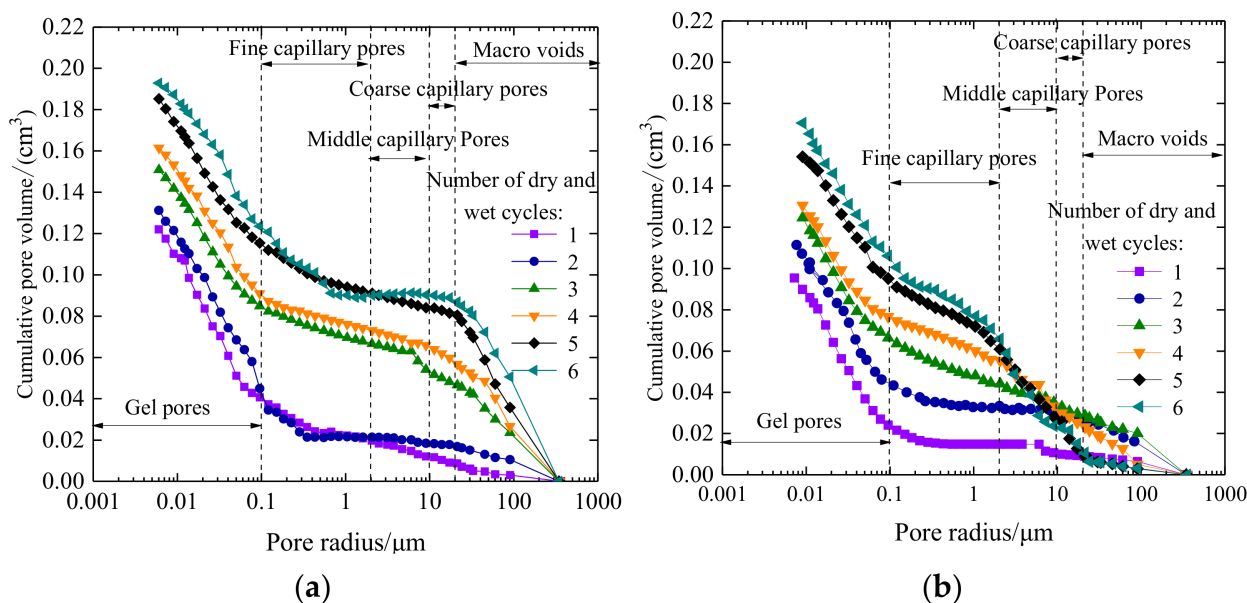 0.22
0.20
0.18
0.16
0.14
0.12
0.10
0.08
0.06
0.04
0.02
0.00
Cumulative pore volume/(cm³)
Fine capillary pores
Macro voids
Coarse capillary pores
Middle capillary Pores
Number of dry and
wet cycles:
1
2
3
4
5
6
Gel pores
0.001
0.01
0.1
1
10
100
1000
Pore radius/μm
(a)
0.22
0.20
0.18
0.16
0.14
0.12
0.10
0.08
0.06
0.04
0.02
0.00
Cumulative pore volume/(cm³)
Coarse capillary pores
Middle capillary Pores
Macro voids
Fine capillary pores
Number of dry and
wet cycles:
1
2
3
4
5
6
Gel pores
0.001
0.01
0.1
1
10
100
1000
Pore radius/μm
(b)